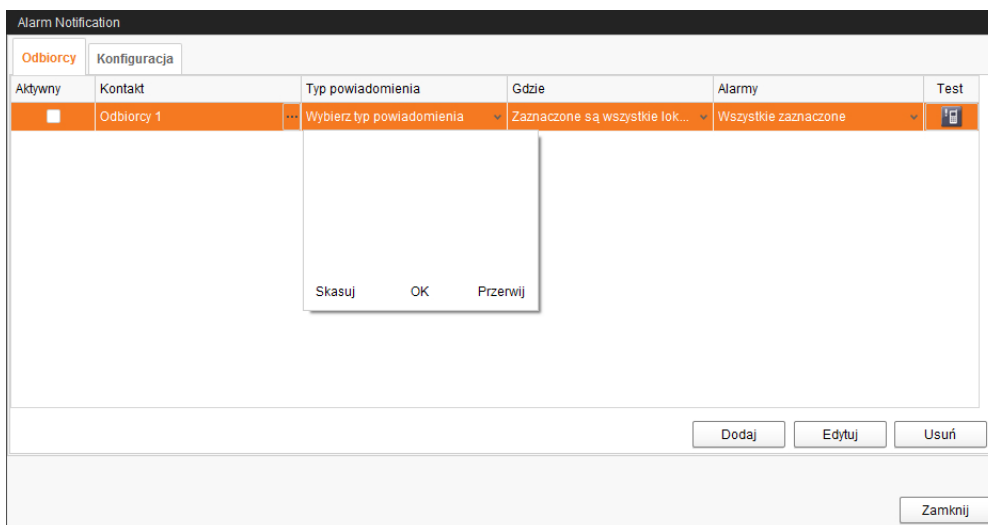 Alarm Notification
Odbiorcy Konfiguracja
Aktywny Kontakt Typ powiadomienia Gdzie Alarmy Test
Odbiorcy 1 ... Wybierz typ powiadomienia Zaznaczone są wszystkie lok... Wszystkie zaznaczone
Skasuj OK Przerwij
Dodaj Edytuj Usuń
Zamknij